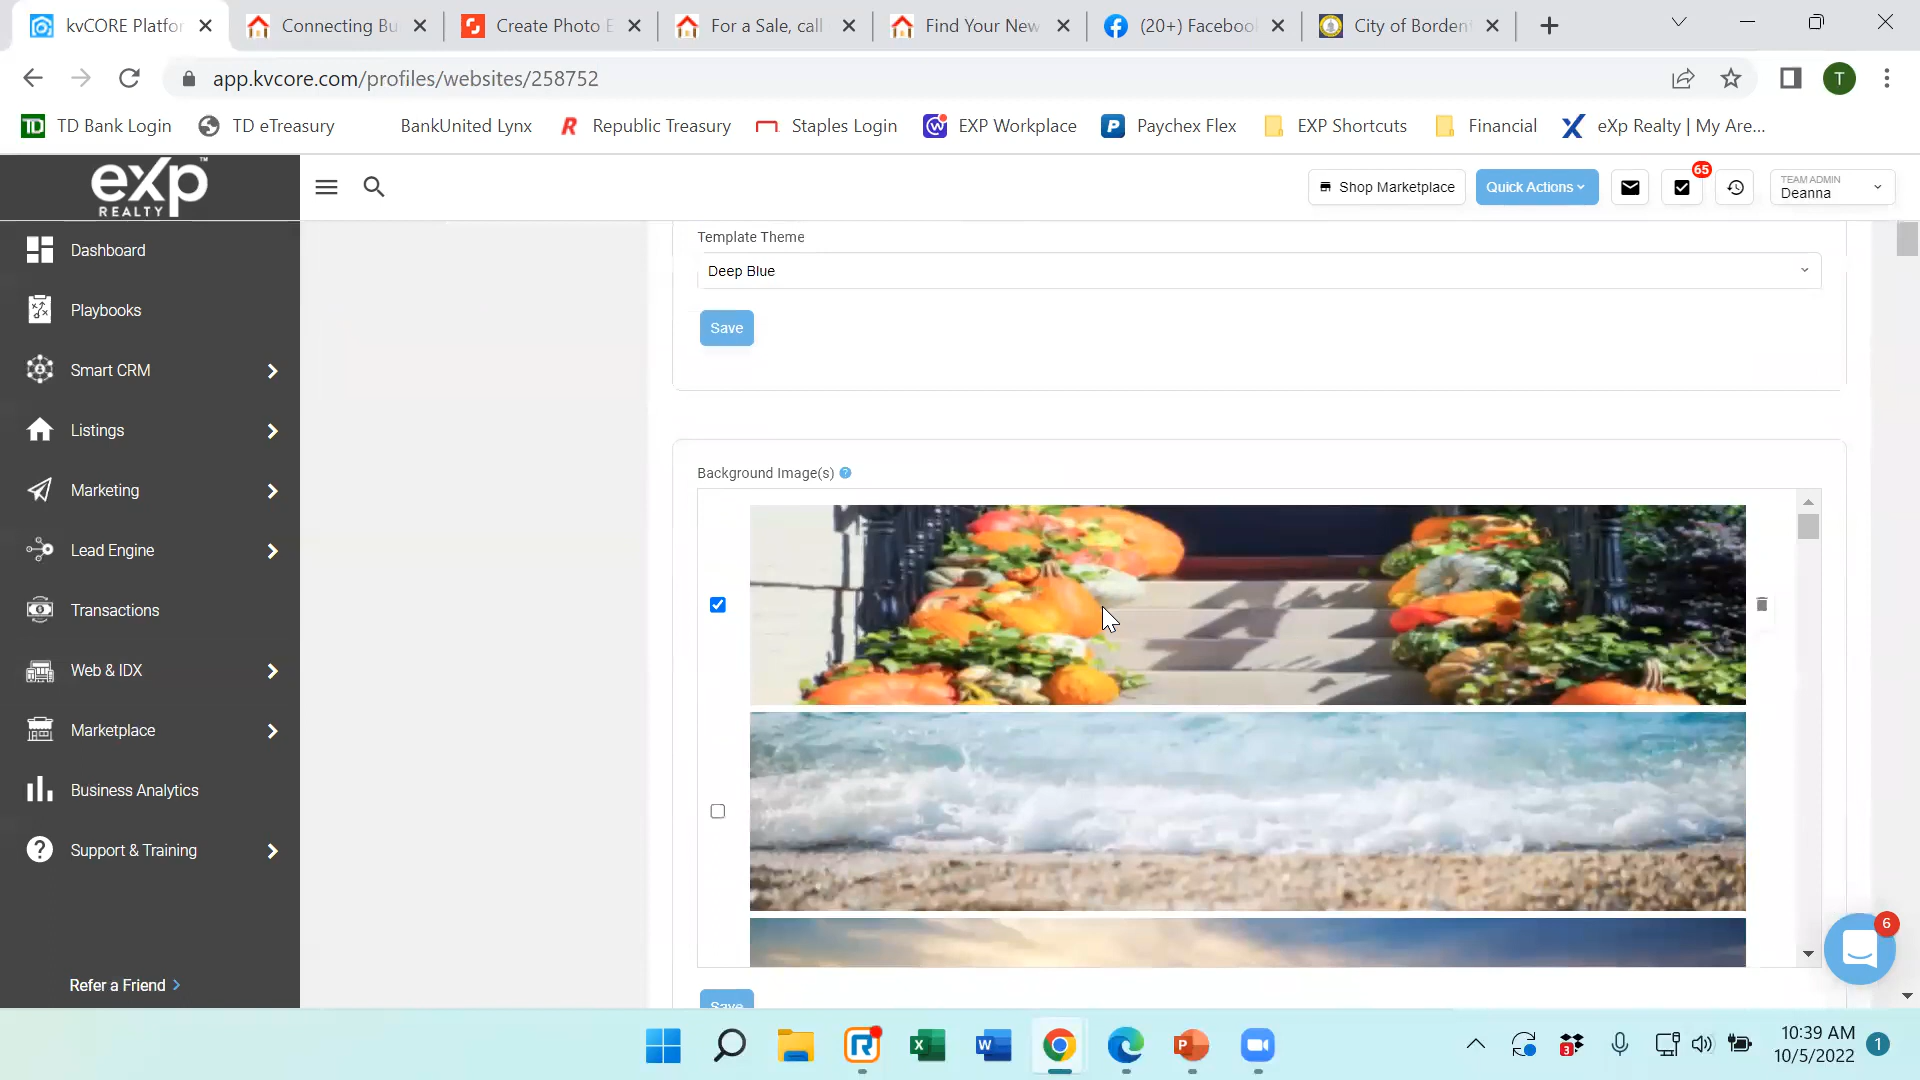 kvCORE Platfor
Connecting Bu
Create Photo E
For a Sale, call
Find Your New
(20+) Faceboo
City of Borden
app.kvcore.com/profiles/websites/258752
T
TD TD Bank Login
TD eTreasury
BankUnited Lynx
Republic Treasury
Staples Login
EXP Workplace
Paychex Flex
EXP Shortcuts
Financial
eXp Realty | My Are...
eXp™
REALTY
Shop Marketplace
Quick Actions
65
TEAM ADMIN
Deanna
Dashboard
Playbooks
Smart CRM
Listings
Marketing
Lead Engine
Transactions
Web & IDX
Marketplace
Business Analytics
Support & Training
Refer a Friend
Template Theme
Deep Blue
Save
Background Image(s)
Save
6
3
10:39 AM
10/5/2022
1